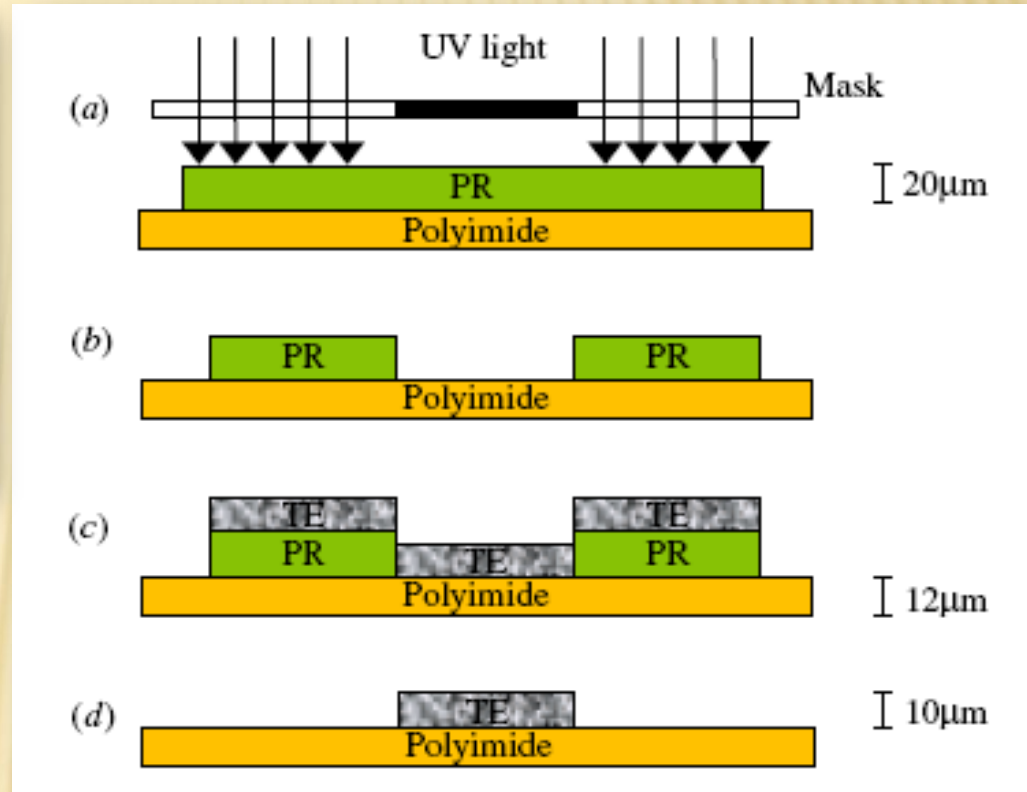 UV light
Mask
(a)
PR
20μm
Polyimide
(b)
PR PR
Polyimide
(c)
TE TE
PR TE PR
Polyimide
12μm
(d)
TE
10μm
Polyimide